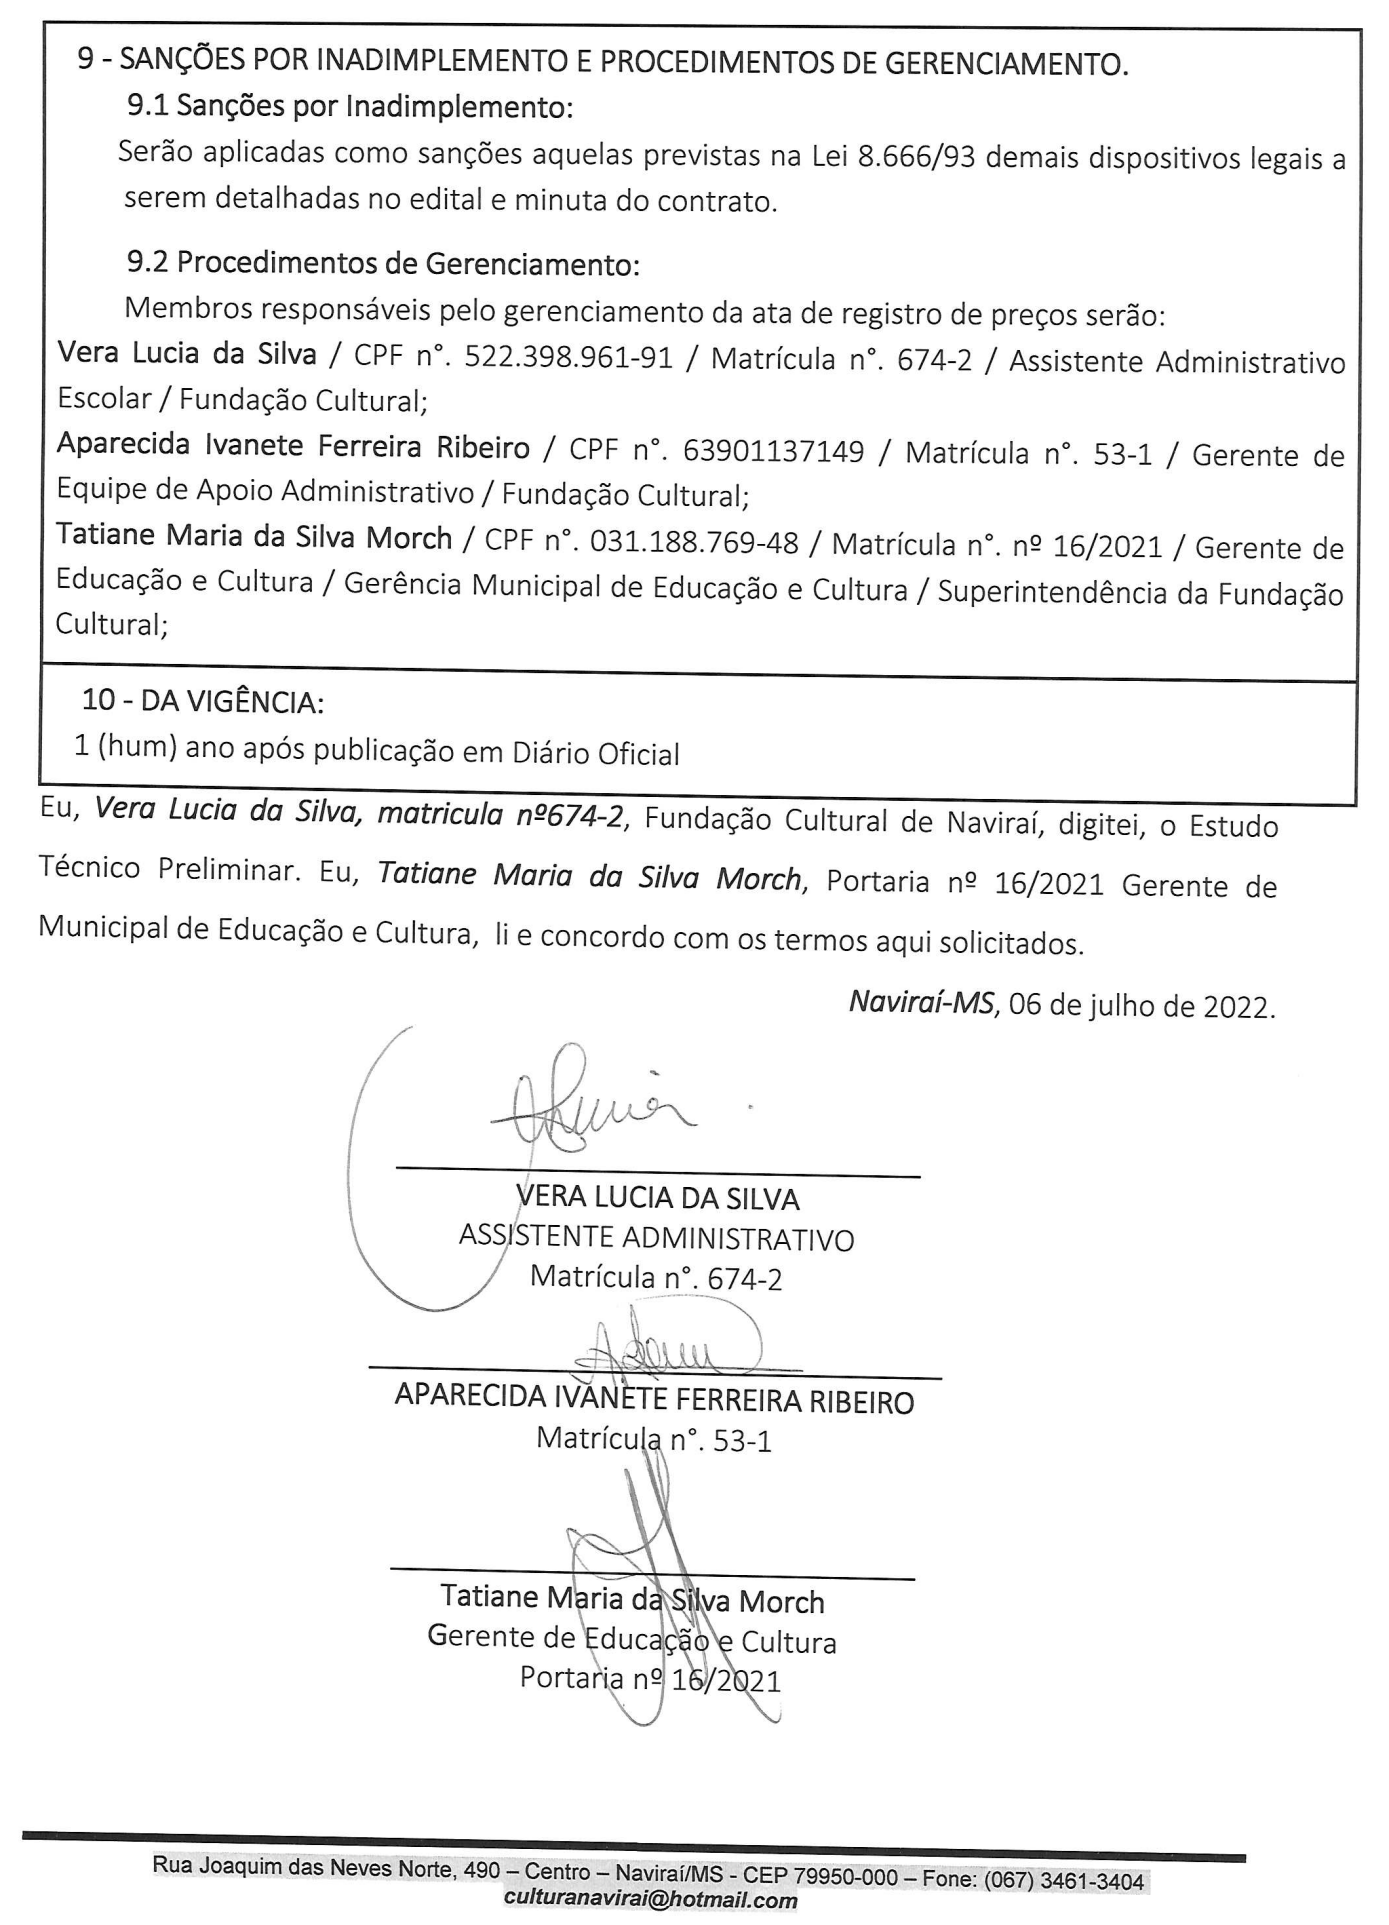 9 - SANÇÕES POR INADIMPLEMENTO E PROCEDIMENTOS DE GERENCIAMENTO.
9.1 Sanções por Inadimplemento:
Serão aplicadas como sanções aquelas previstas na Lei 8.666/93 demais dispositivos legais a
serem detalhadas no edital e minuta do contrato.
9.2 Procedimentos de Gerenciamento:
Membros responsáveis pelo gerenciamento da ata de registro de preços serão:
Vera Lucia da Silva / CPF n°. 522.398.961-91 / Matrícula n°. 674-2 / Assistente Administrativo
Escolar / Fundação Cultural;
Aparecida Ivanete Ferreira Ribeiro / CPF n°. 63901137149 / Matrícula n°. 53-1 / Gerente de
Equipe de Apoio Administrativo / Fundação Cultural;
Tatiane Maria da Silva Morch / CPF n°. 031.188.769-48 / Matrícula n°. nº 16/2021 / Gerente de
Educação e Cultura / Gerência Municipal de Educação e Cultura / Superintendência da Fundação
Cultural;
10 - DA VIGÊNCIA:
1 (hum) ano após publicação em Diário Oficial
Eu, Vera Lucia da Silva, matricula nº674-2, Fundação Cultural de Naviraí, digitei, o Estudo
Técnico Preliminar. Eu, Tatiane Maria da Silva Morch, Portaria nº 16/2021 Gerente de
Municipal de Educação e Cultura, li e concordo com os termos aqui solicitados.
Naviraí-MS, 06 de julho de 2022.
VERA LUCIA DA SILVA
ASSISTENTE ADMINISTRATIVO
Matrícula n°. 674-2
APARECIDA IVANETE FERREIRA RIBEIRO
Matrícula n°. 53-1
Tatiane Maria da Silva Morch
Gerente de Educação e Cultura
Portaria nº 16/2021
Rua Joaquim das Neves Norte, 490 – Centro – Naviraí/MS - CEP 79950-000 – Fone: (067) 3461-3404
culturanavirai@hotmail.com